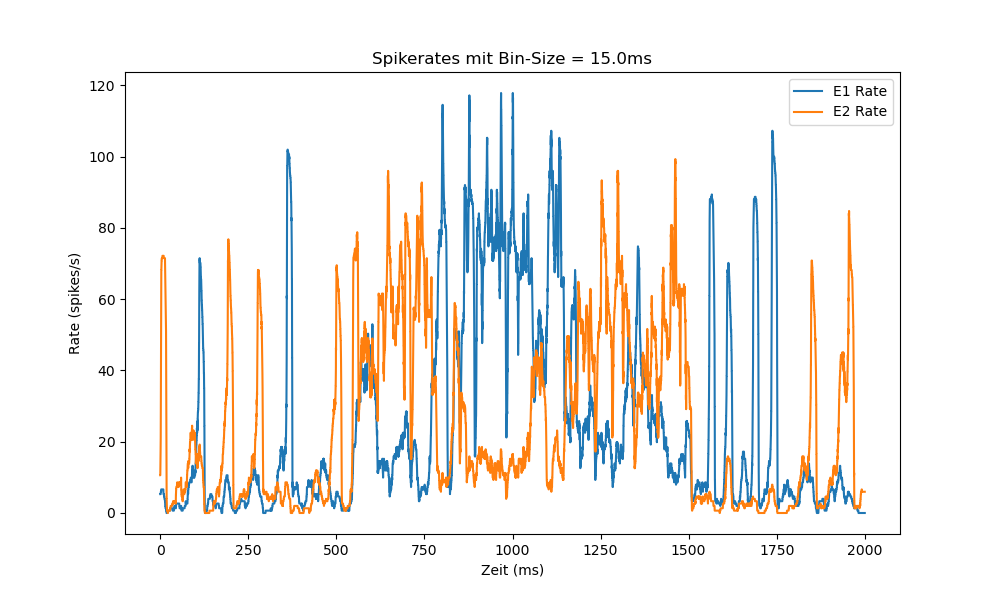 Spikerates mit Bin-Size = 15.0ms
E1 Rate
E2 Rate
Rate (spikes/s)
120
100
80
60
40
20
0
0 250 500 750 1000 1250 1500 1750 2000
Zeit (ms)